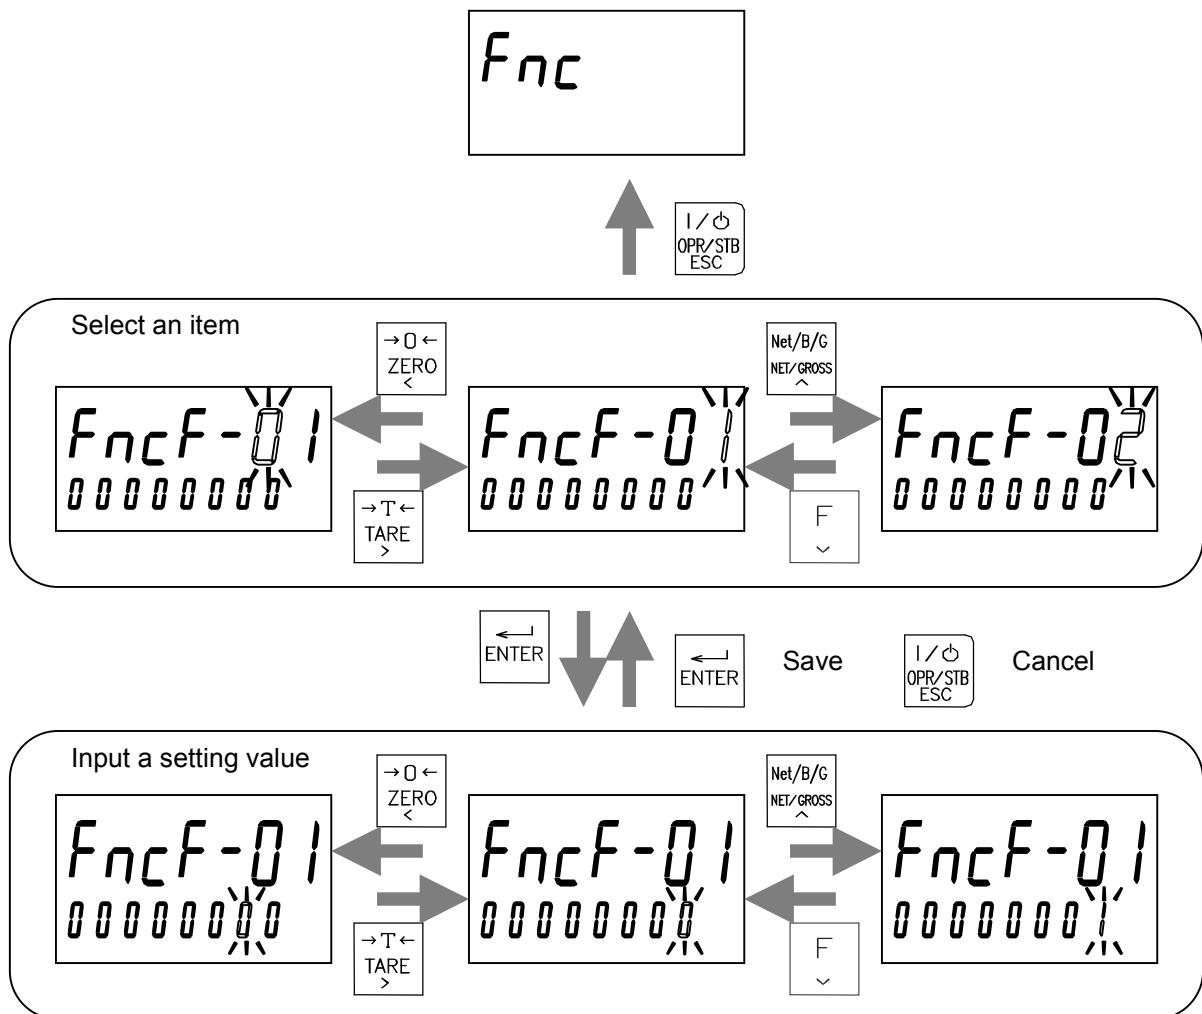 Fnc
I/⏻
OPR/STB
ESC
Select an item
→0←
ZERO
<
Net/B/G
NET/GROSS
^
FncF-01
00000000
FncF-01
00000000
FncF-02
00000000
→T←
TARE
>
F
⌄
ENTER
ENTER
Save
I/⏻
OPR/STB
ESC
Cancel
Input a setting value
→0←
ZERO
<
Net/B/G
NET/GROSS
^
FncF-01
00000000
FncF-01
00000000
FncF-01
00000001
→T←
TARE
>
F
⌄